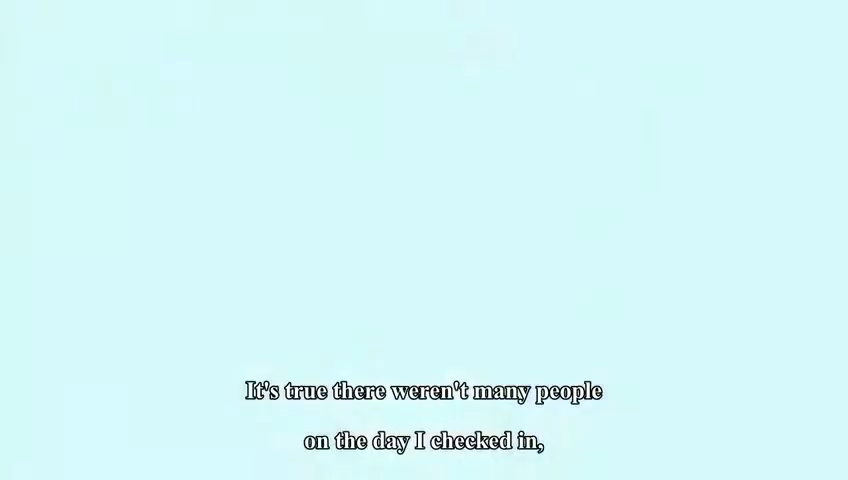 It's true there weren't many people
on the day I checked in,